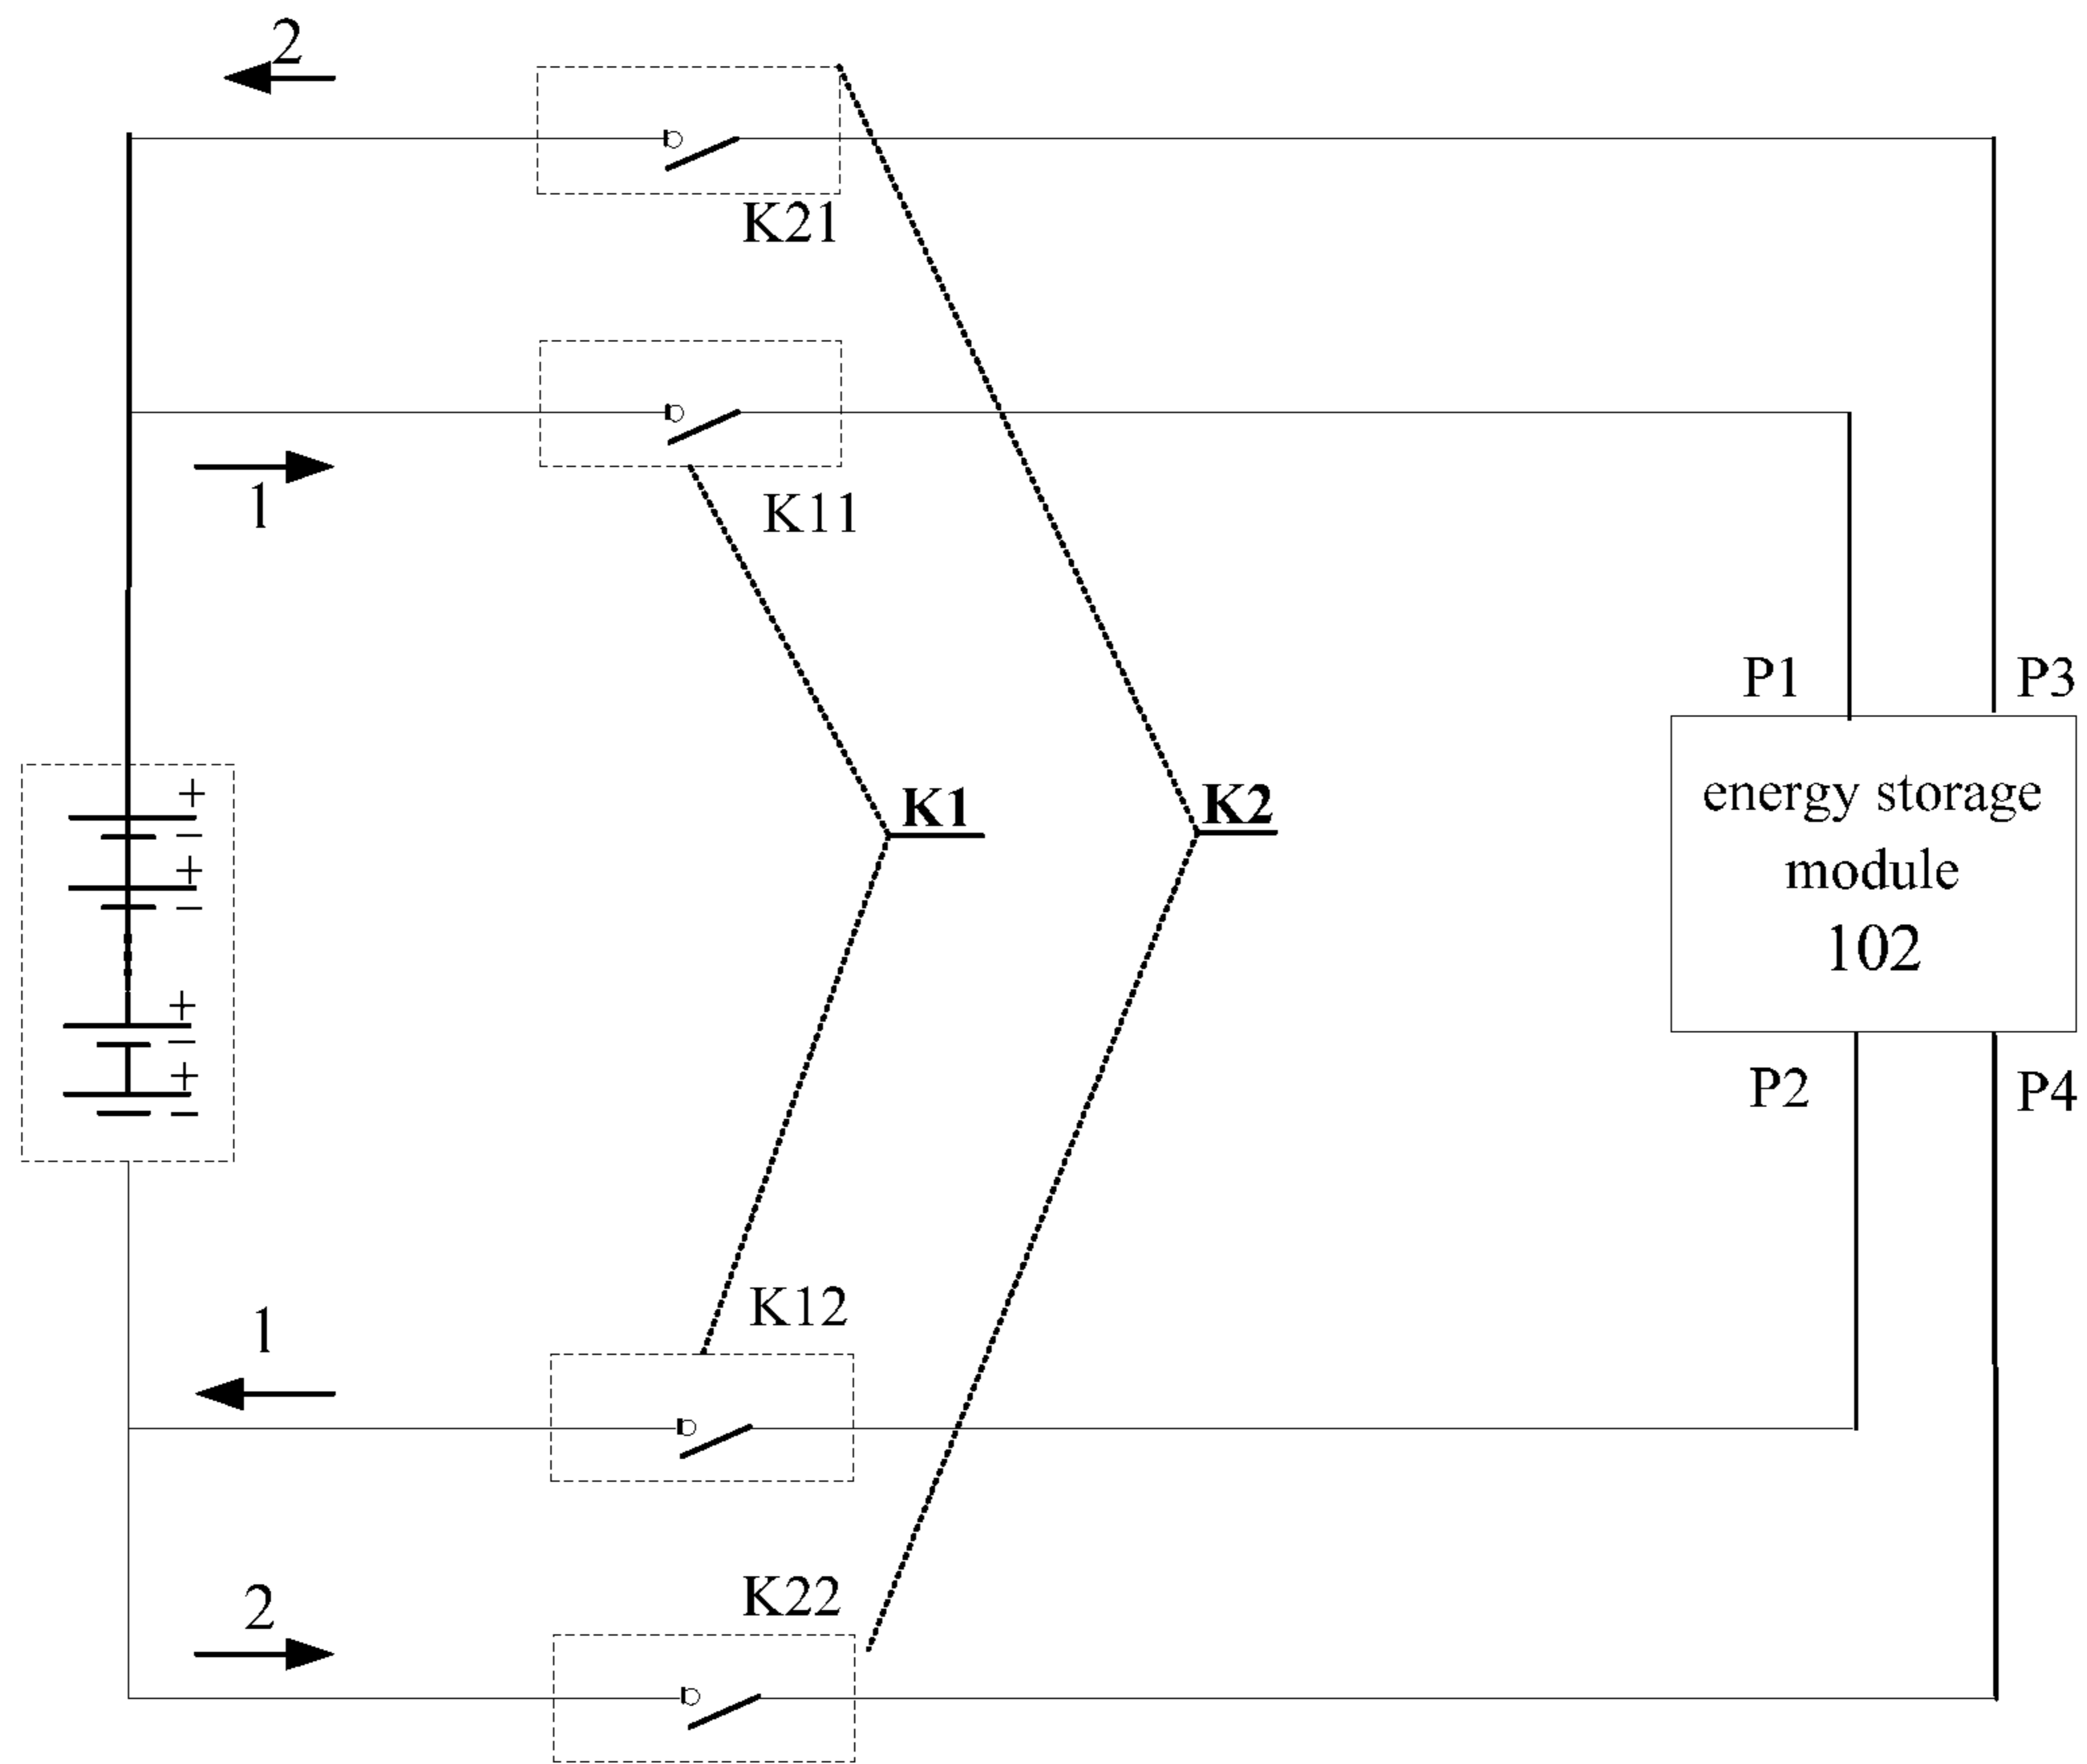 2
K21
1
K11
P1
P3
K1
K2
energy storage
module
102
+
−
+
−
+
−
+
−
P2
P4
K12
1
K22
2